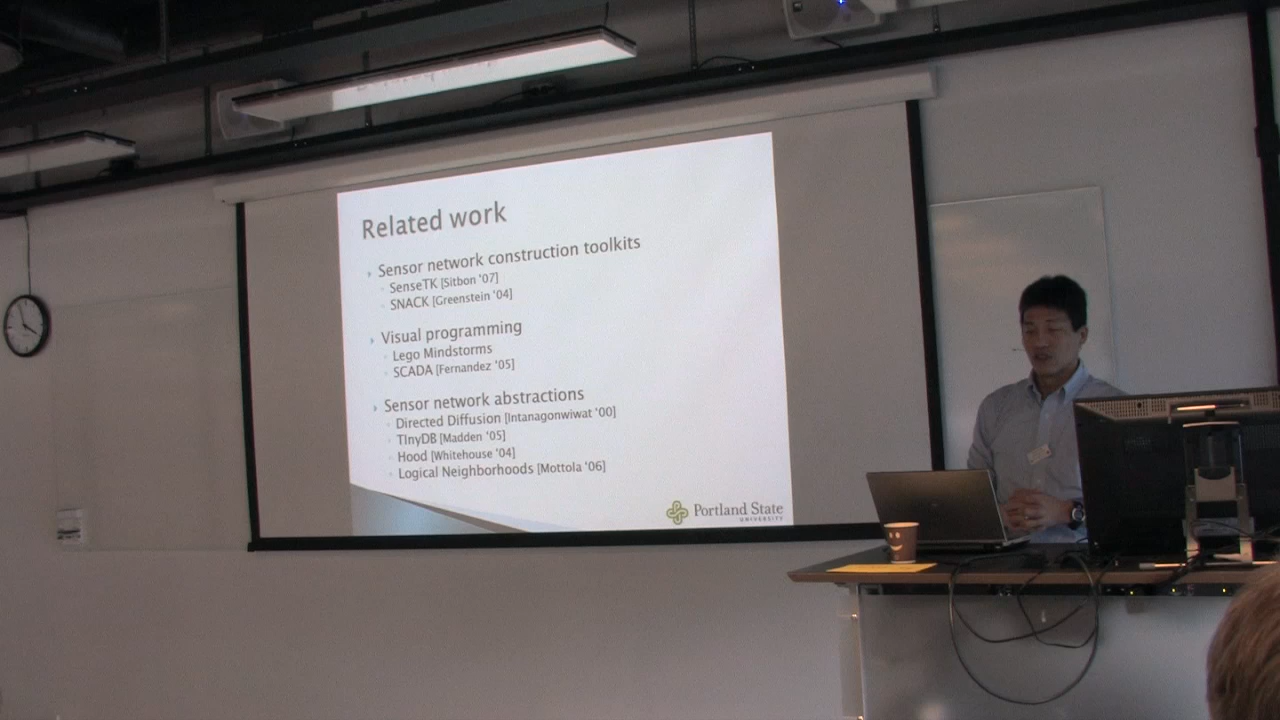 Related work
Sensor network construction toolkits
SenseTK [Sitbon '07]
SNACK [Greenstein '04]
Visual programming
Lego Mindstorms
SCADA [Fernandez '05]
Sensor network abstractions
Directed Diffusion [Intanagonwiwat '00]
TInyDB [Madden '05]
Hood [Whitehouse '04]
Logical Neighborhoods [Mottola '06]
Portland State
UNIVERSITY